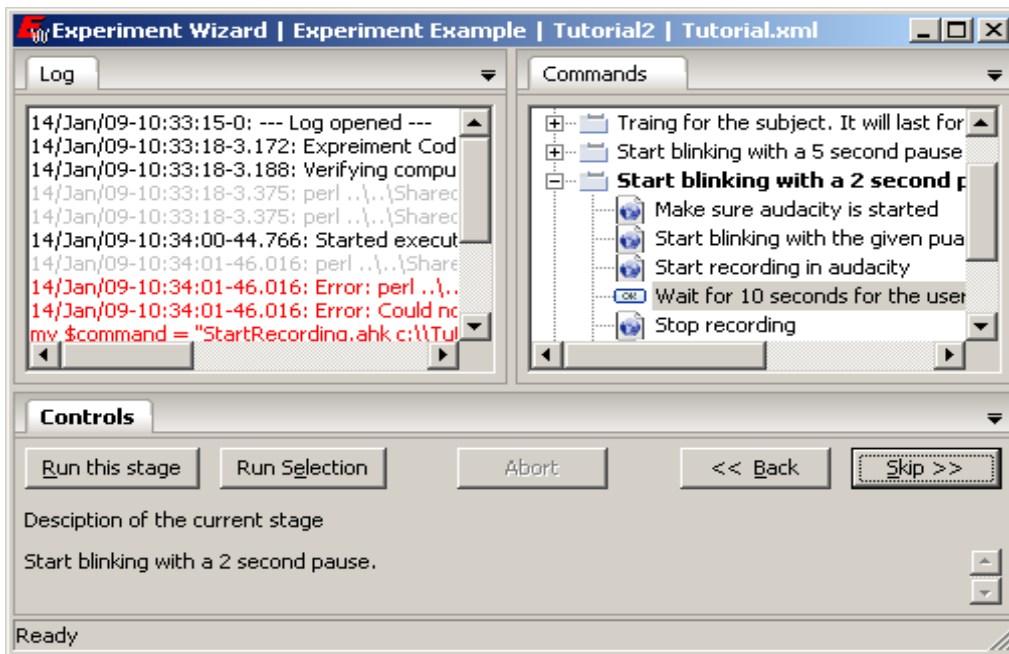 Experiment Wizard | Experiment Example | Tutorial2 | Tutorial.xml
Log
14/Jan/09-10:33:15-0: --- Log opened ---
14/Jan/09-10:33:18-3.172: Expreiment Cod
14/Jan/09-10:33:18-3.188: Verifying compu
14/Jan/09-10:33:18-3.375: perl ..\..\Shared
14/Jan/09-10:33:18-3.375: perl ..\..\Shared
14/Jan/09-10:34:00-44.766: Started execut
14/Jan/09-10:34:01-46.016: perl ..\..\Share
14/Jan/09-10:34:01-46.016: Error: perl ..\..
14/Jan/09-10:34:01-46.016: Error: Could no
my $command = "StartRecording.ahk c:\\Tut
Commands
Traing for the subject. It will last for
Start blinking with a 5 second pause
Start blinking with a 2 second p
Make sure audacity is started
Start blinking with the given pua
Start recording in audacity
OK Wait for 10 seconds for the user
Stop recording
Controls
Run this stage
Run Selection
Abort
<< Back
Skip >>
Desciption of the current stage
Start blinking with a 2 second pause.
Ready